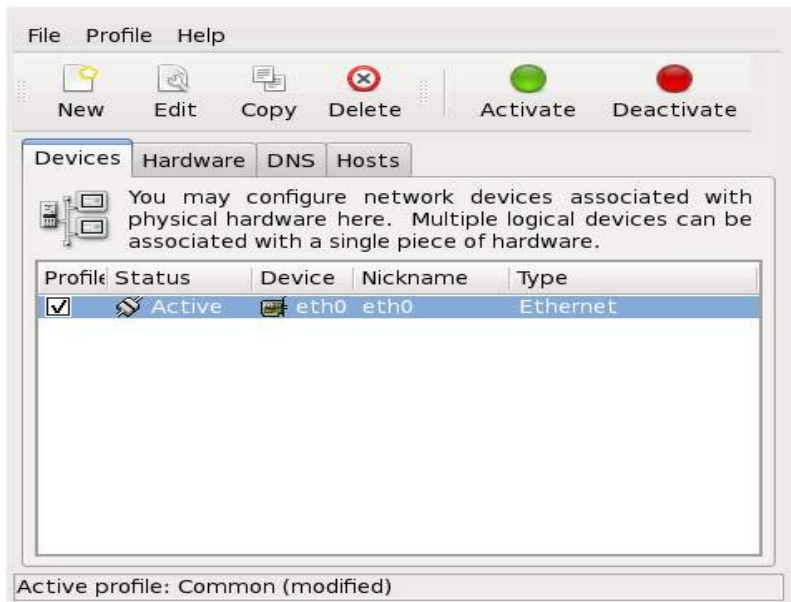 File Profile Help
New Edit Copy Delete Activate Deactivate
Devices Hardware DNS Hosts
You may configure network devices associated with
physical hardware here. Multiple logical devices can be
associated with a single piece of hardware.
Profile Status Device Nickname Type
Active eth0 eth0 Ethernet
Active profile: Common (modified)